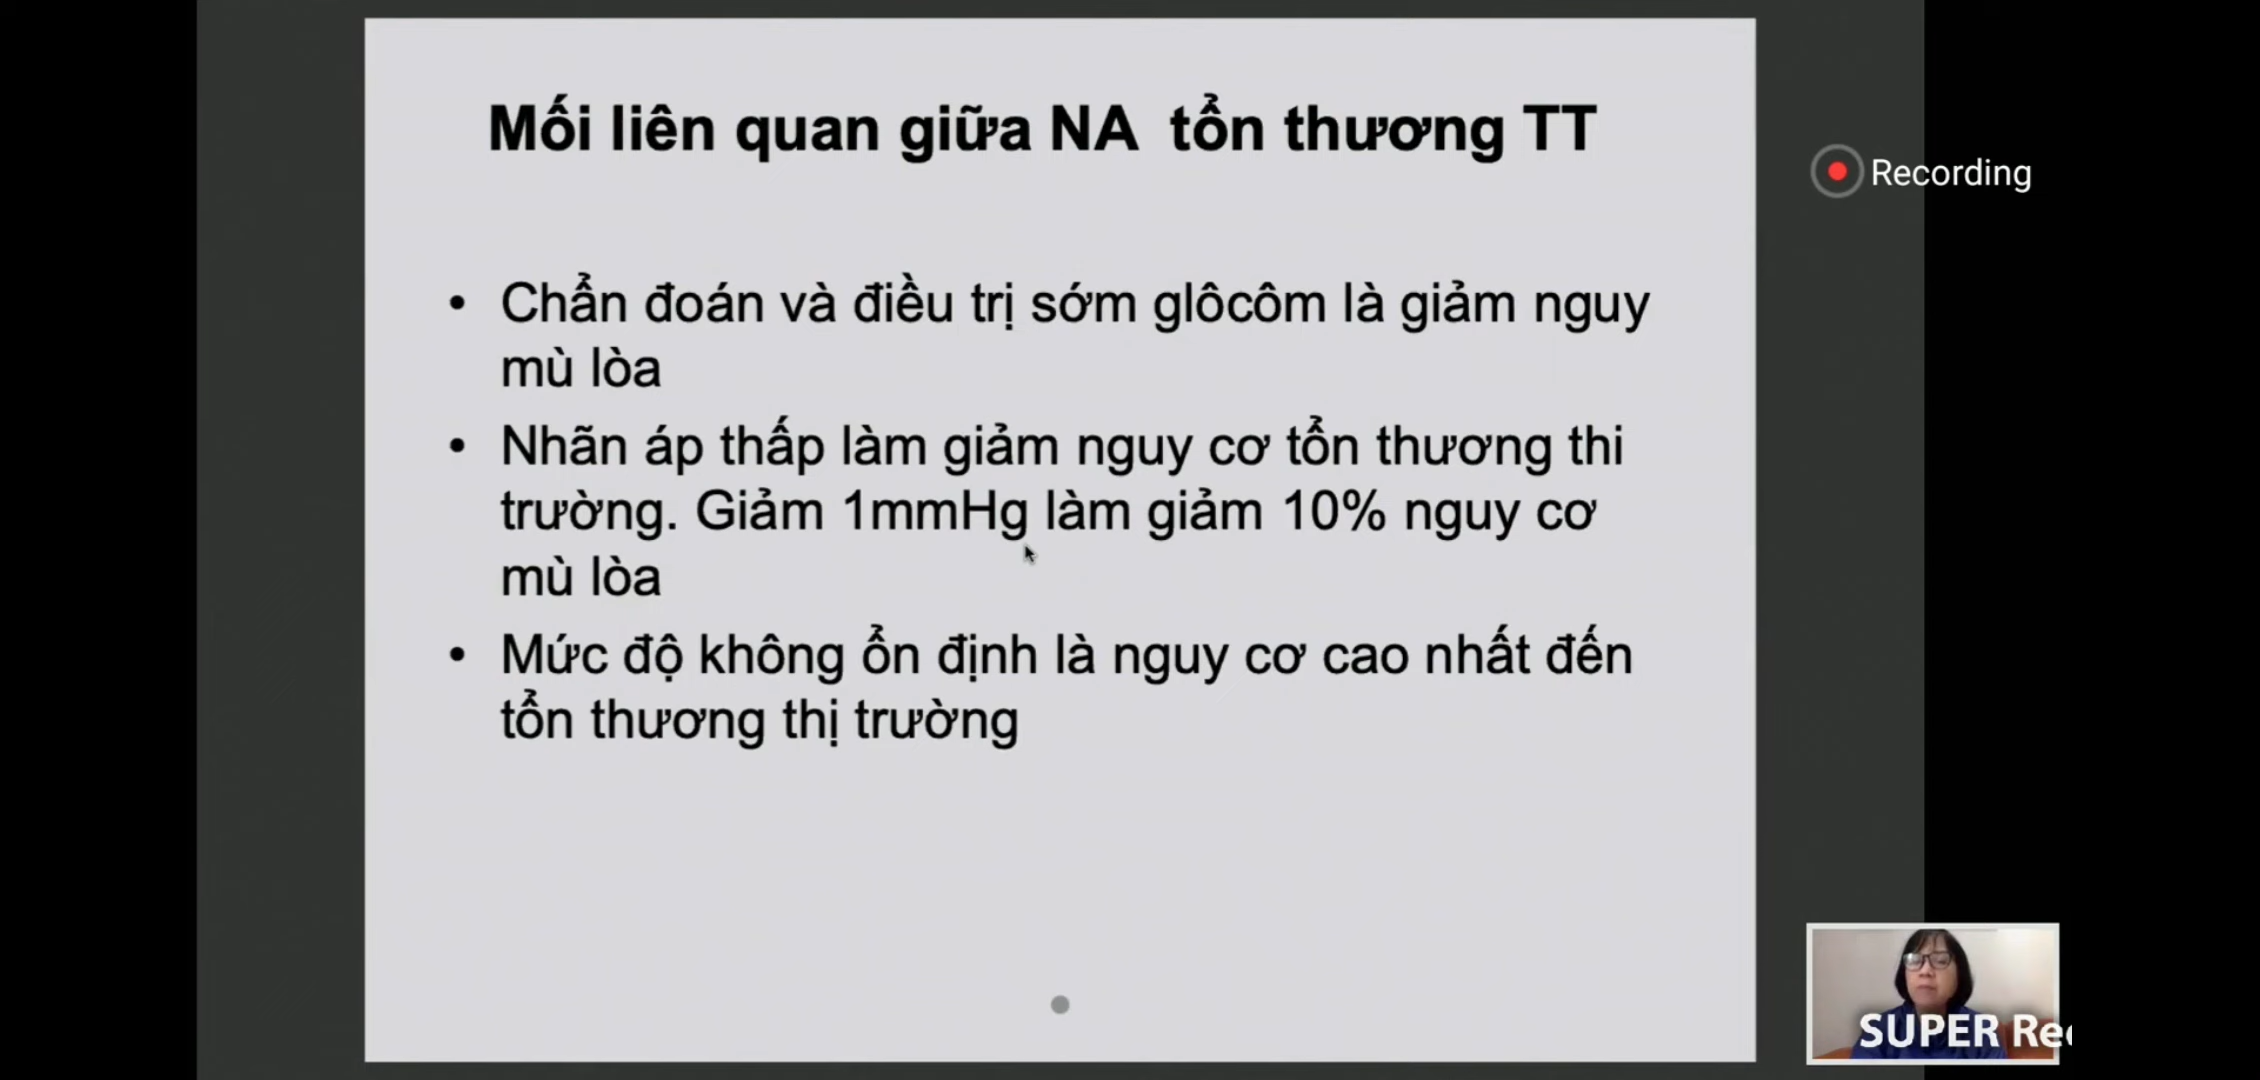 Mối liên quan giữa NA tổn thương TT
Recording
• Chẩn đoán và điều trị sớm glôcôm là giảm nguy
mù lòa
• Nhãn áp thấp làm giảm nguy cơ tổn thương thi
trường. Giảm 1mmHg làm giảm 10% nguy cơ
mù lòa
• Mức độ không ổn định là nguy cơ cao nhất đến
tổn thương thị trường
SUPER Rec